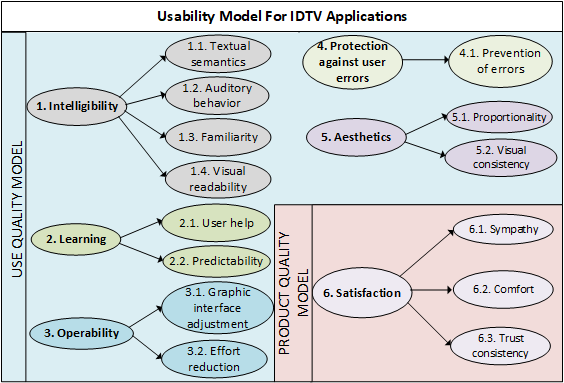 Usability Model For IDTV Applications
USE QUALITY MODEL
1. Intelligibility
1.1. Textual
semantics
1.2. Auditory
behavior
1.3. Familiarity
1.4. Visual
readability
2. Learning
2.1. User help
2.2. Predictability
3. Operability
3.1. Graphic
interface
adjustment
3.2. Effort
reduction
4. Protection
against user
errors
4.1. Prevention
of errors
5. Aesthetics
5.1. Proportionality
5.2. Visual
consistency
PRODUCT QUALITY
MODEL
6. Satisfaction
6.1. Sympathy
6.2. Comfort
6.3. Trust
consistency